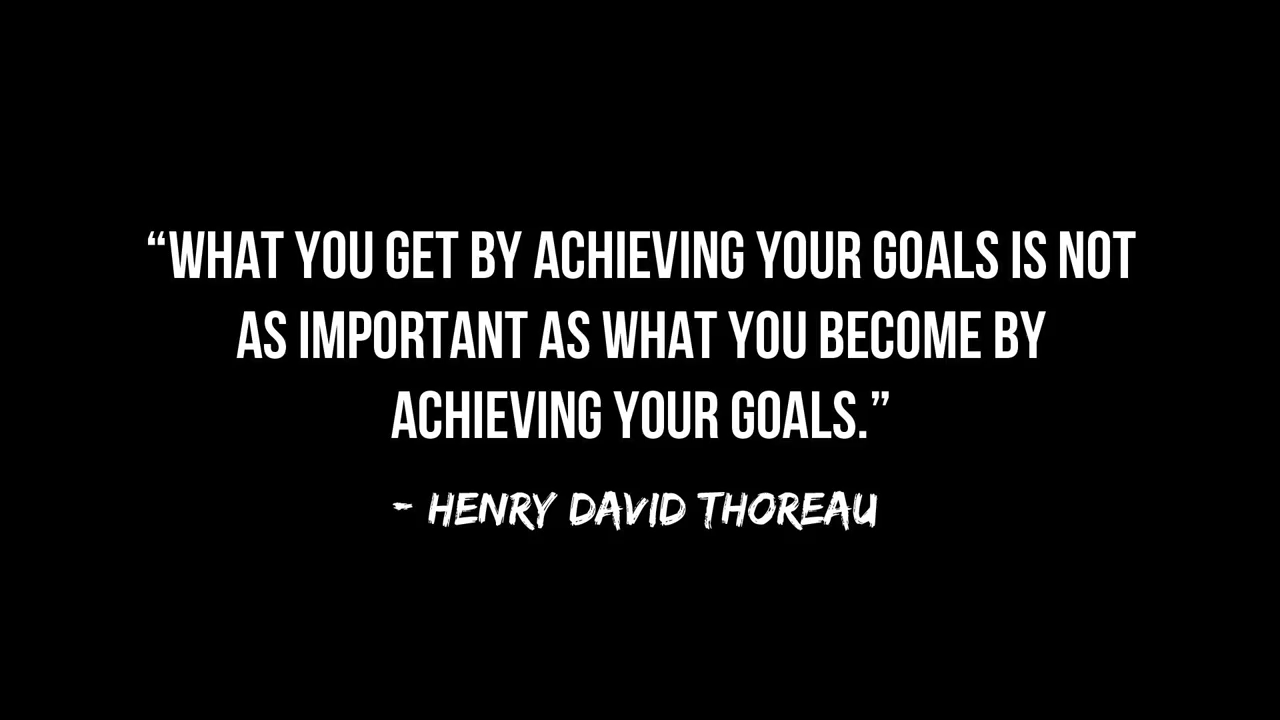 “WHAT YOU GET BY ACHIEVING YOUR GOALS IS NOT
AS IMPORTANT AS WHAT YOU BECOME BY
ACHIEVING YOUR GOALS.”
- HENRY DAVID THOREAU